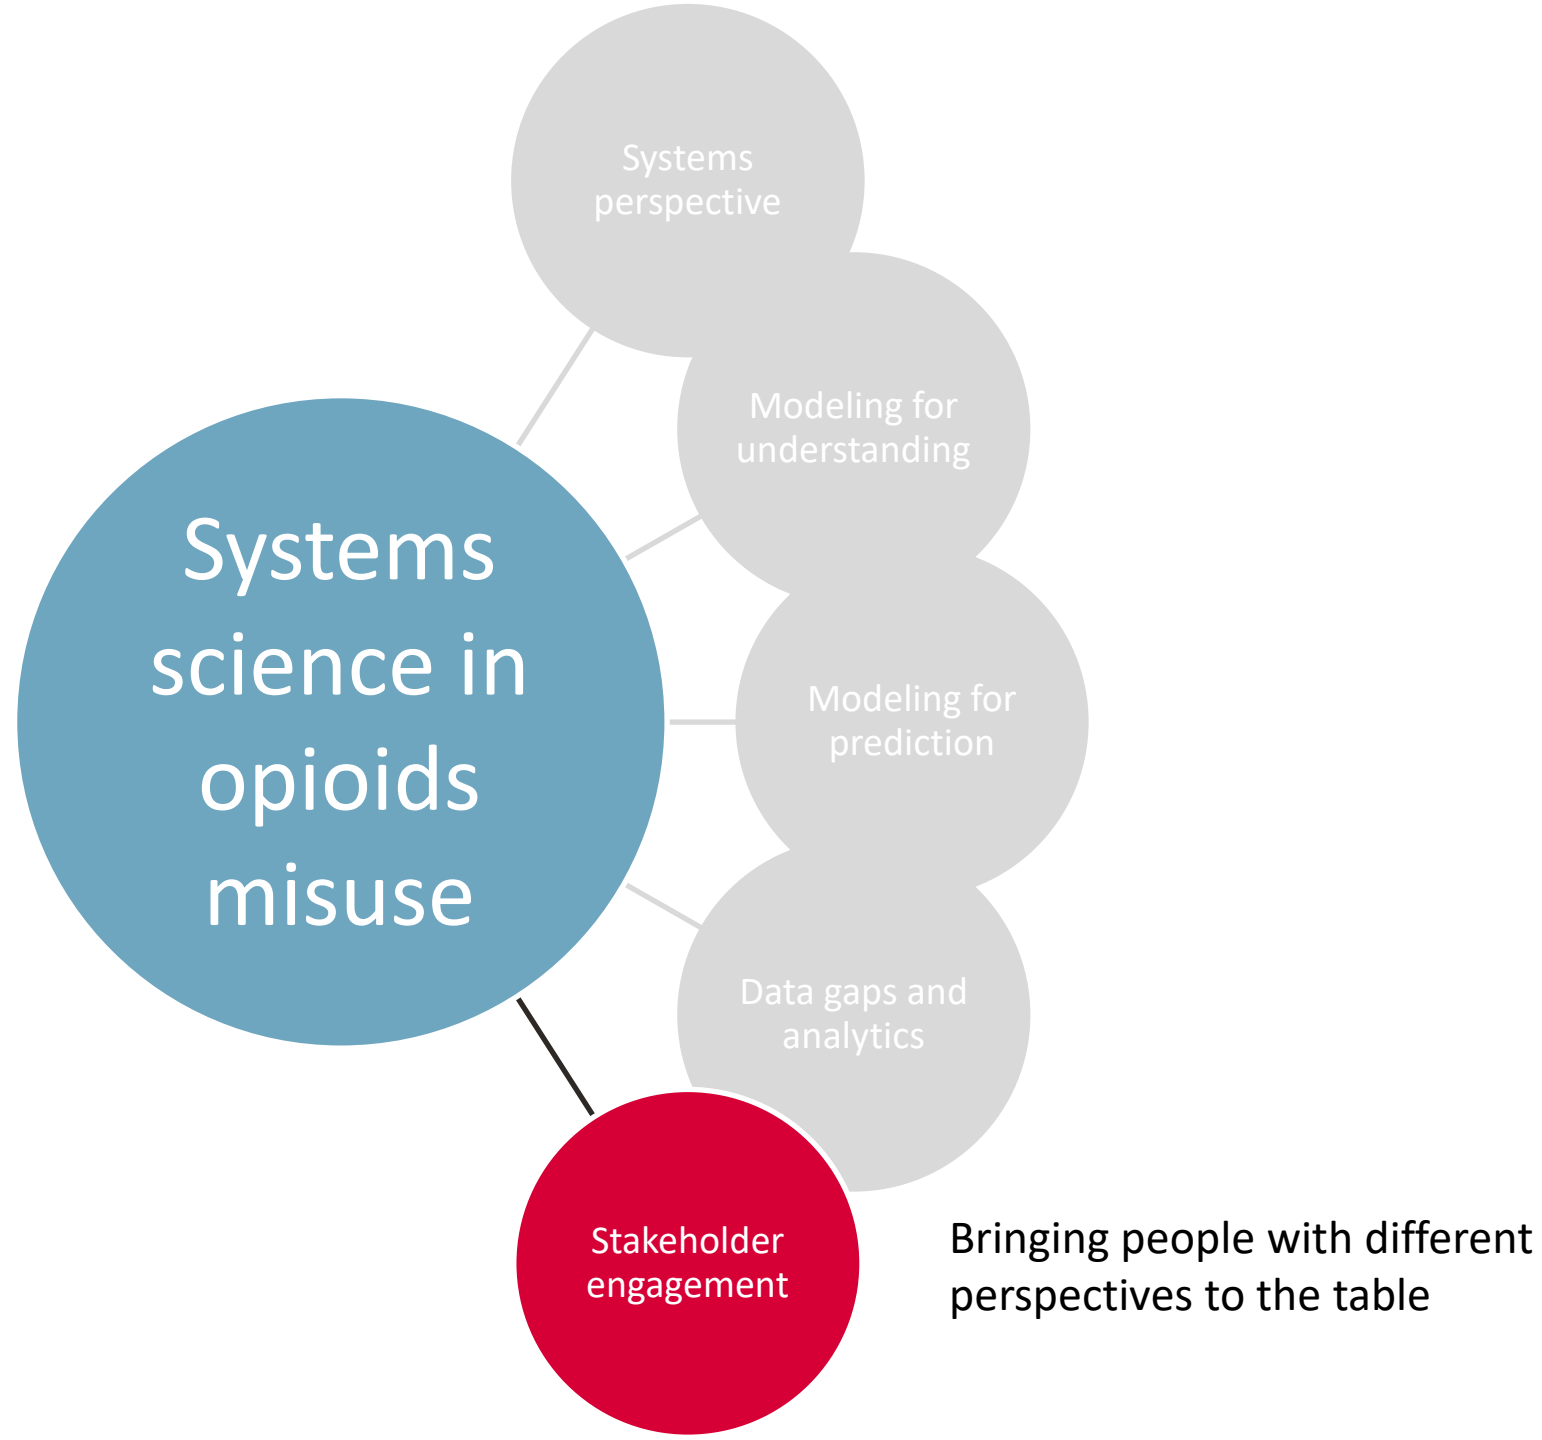 Systems
perspective
Modeling for
understanding
Systems
science in
opioids
misuse
Modeling for
prediction
Data gaps and
analytics
Stakeholder
engagement
Bringing people with different
perspectives to the table